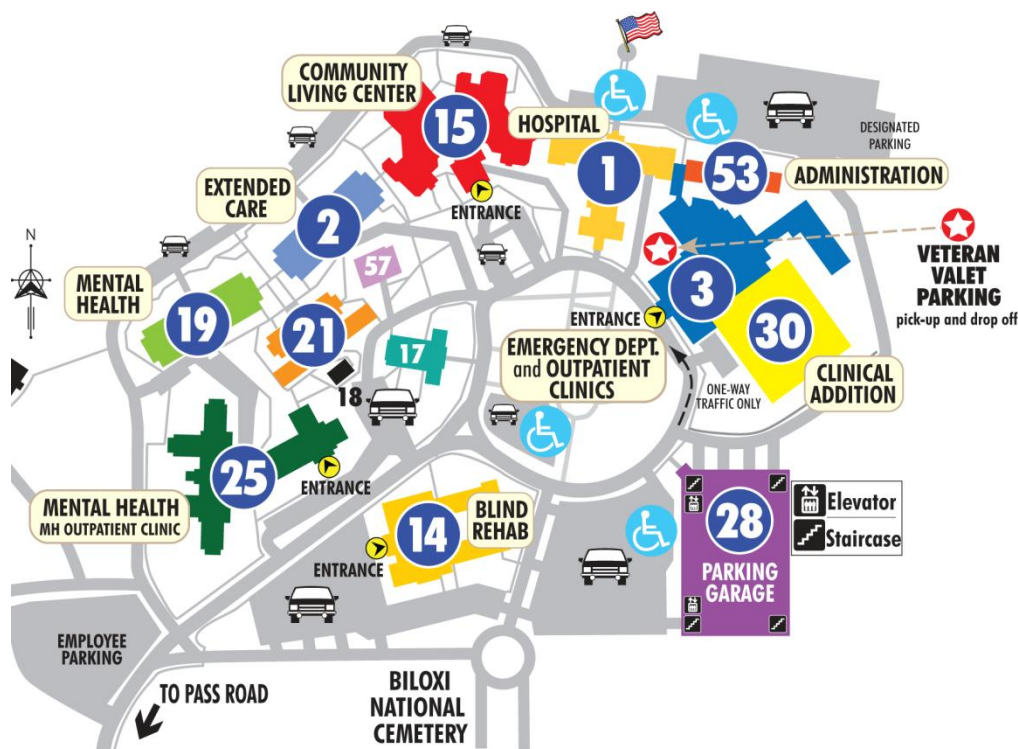 COMMUNITY
LIVING CENTER
15
HOSPITAL
1
53
DESIGNATED
PARKING
ADMINISTRATION
EXTENDED
CARE
2
ENTRANCE
N
MENTAL
HEALTH
19
57
21
17
18
3
30
VETERAN
VALET
PARKING
pick-up and drop off
ENTRANCE
EMERGENCY DEPT.
and OUTPATIENT
CLINICS
ONE-WAY
TRAFFIC ONLY
CLINICAL
ADDITION
25
ENTRANCE
MENTAL HEALTH
MH OUTPATIENT CLINIC
14
BLIND
REHAB
ENTRANCE
28
PARKING
GARAGE
Elevator
Staircase
EMPLOYEE
PARKING
TO PASS ROAD
BILOXI
NATIONAL
CEMETERY